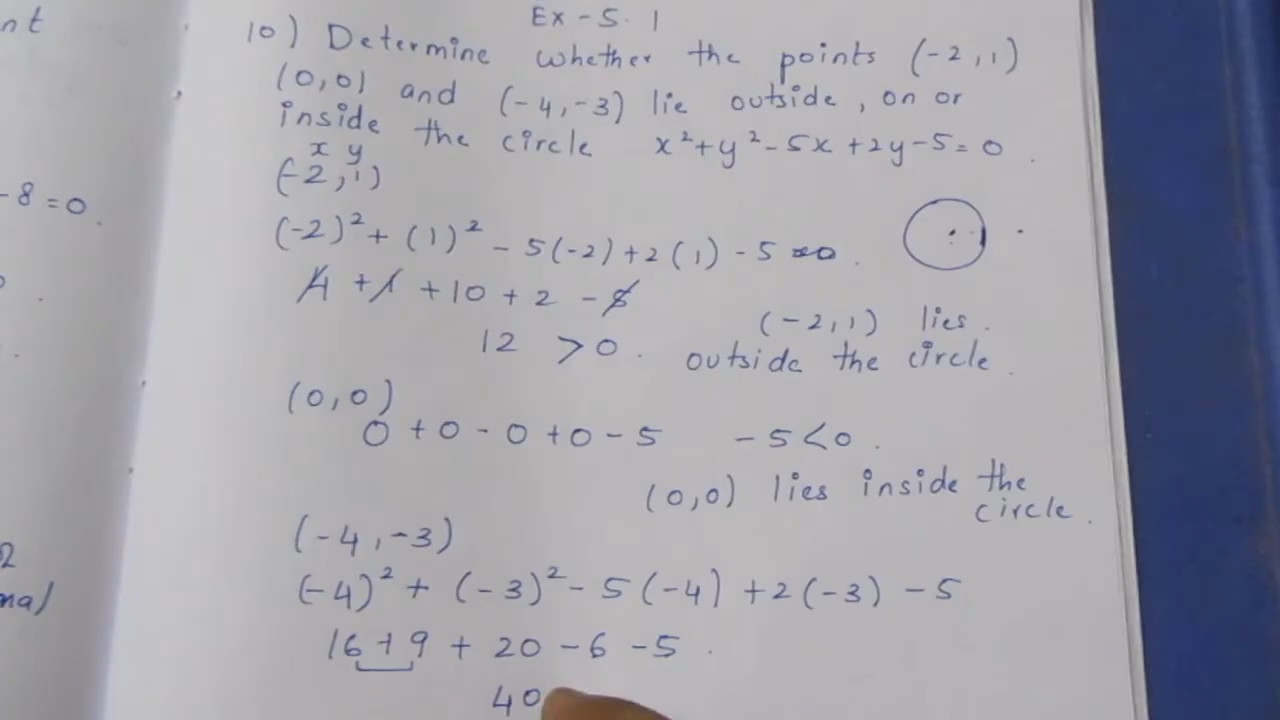 nt
- 8 = 0 .
2
Ex - 5. 1
10) Determine whether the points (-2, 1)
(0,0) and (-4, -3) lie outside, on or
inside the circle x² + y² - 5x + 2y - 5 = 0 .
x y
(-2, 1)
(-2)² + (1)² - 5(-2) + 2(1) - 5 = 0 .
4 + 1 + 10 + 2 - 5
12 > 0 .
(-2, 1) lies .
outside the circle .
(0,0)
0 + 0 - 0 + 0 - 5 - 5 < 0 .
(0,0) lies inside the
circle .
(-4, -3)
(-4)² + (-3)² - 5(-4) + 2(-3) - 5
16 + 9 + 20 - 6 - 5 .
40